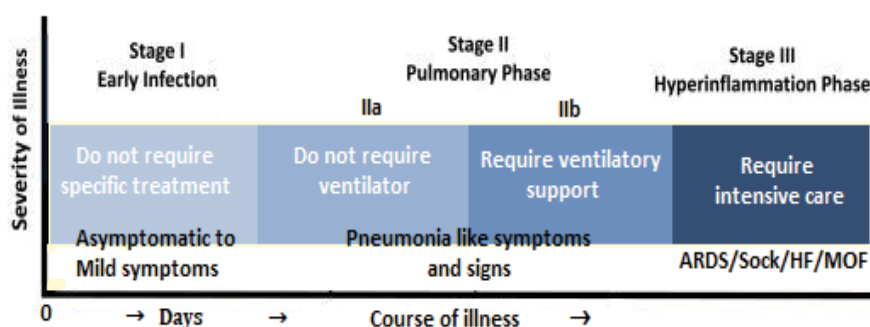 Severity of Illness
Stage I
Early Infection
Stage II
Pulmonary Phase
IIa
IIb
Stage III
Hyperinflammation Phase
Do not require
specific treatment
Do not require
ventilator
Require ventilatory
support
Require
intensive care
Asymptomatic to
Mild symptoms
Pneumonia like symptoms
and signs
ARDS/Sock/HF/MOF
0 → Days → Course of illness →